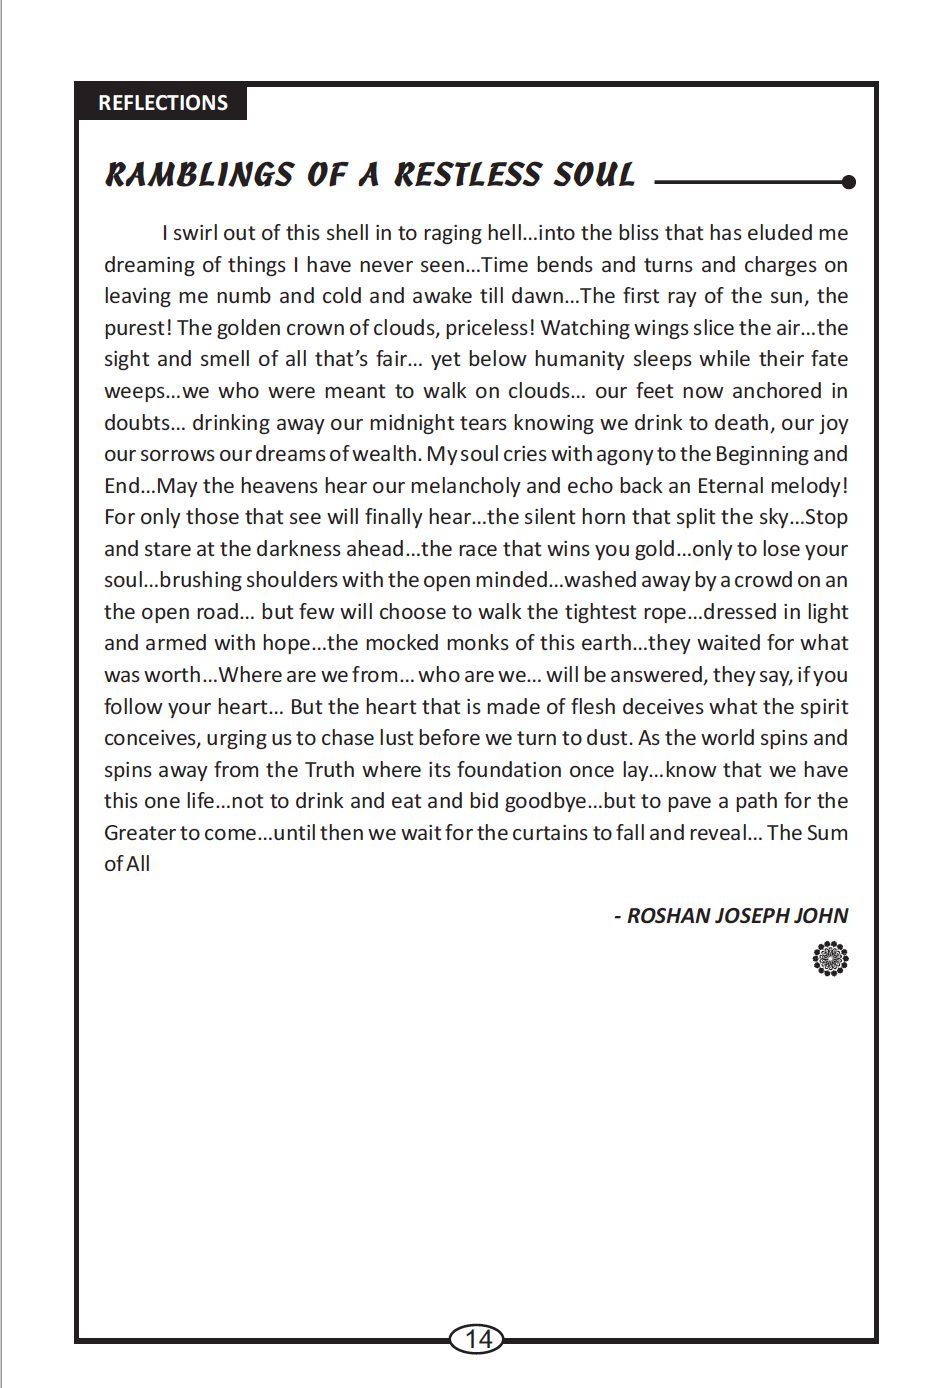 REFLECTIONS
RAMBLINGS OF A RESTLESS SOUL
I swirl out of this shell in to raging hell...into the bliss that has eluded me
dreaming of things I have never seen...Time bends and turns and charges on
leaving me numb and cold and awake till dawn...The first ray of the sun, the
purest! The golden crown of clouds, priceless! Watching wings slice the air...the
sight and smell of all that's fair... yet below humanity sleeps while their fate
weeps...we who were meant to walk on clouds... our feet now anchored in
doubts... drinking away our midnight tears knowing we drink to death, our joy
our sorrows our dreams of wealth. My soul cries with agony to the Beginning and
End...May the heavens hear our melancholy and echo back an Eternal melody!
For only those that see will finally hear...the silent horn that split the sky...Stop
and stare at the darkness ahead...the race that wins you gold...only to lose your
soul...brushing shoulders with the open minded...washed away by a crowd on an
the open road... but few will choose to walk the tightest rope...dressed in light
and armed with hope...the mocked monks of this earth...they waited for what
was worth...Where are we from... who are we... will be answered, they say, if you
follow your heart... But the heart that is made of flesh deceives what the spirit
conceives, urging us to chase lust before we turn to dust. As the world spins and
spins away from the Truth where its foundation once lay...know that we have
this one life...not to drink and eat and bid goodbye...but to pave a path for the
Greater to come...until then we wait for the curtains to fall and reveal... The Sum
of All
- ROSHAN JOSEPH JOHN
14